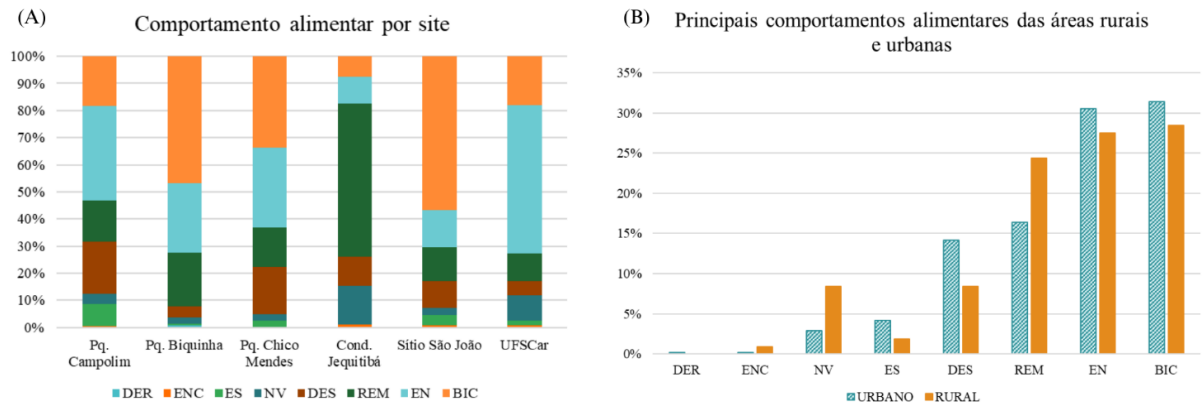 (A)
Comportamento alimentar por site
100%
90%
80%
70%
60%
50%
40%
30%
20%
10%
0%
Pq. Campolim
Pq. Biquinha
Pq. Chico Mendes
Cond. Jequitibá
Sítio São João
UFSCar
DER ENC ES NV DES REM EN BIC
(B)
Principais comportamentos alimentares das áreas rurais
e urbanas
35%
30%
25%
20%
15%
10%
5%
0%
DER ENC NV ES DES REM EN BIC
URBANO RURAL